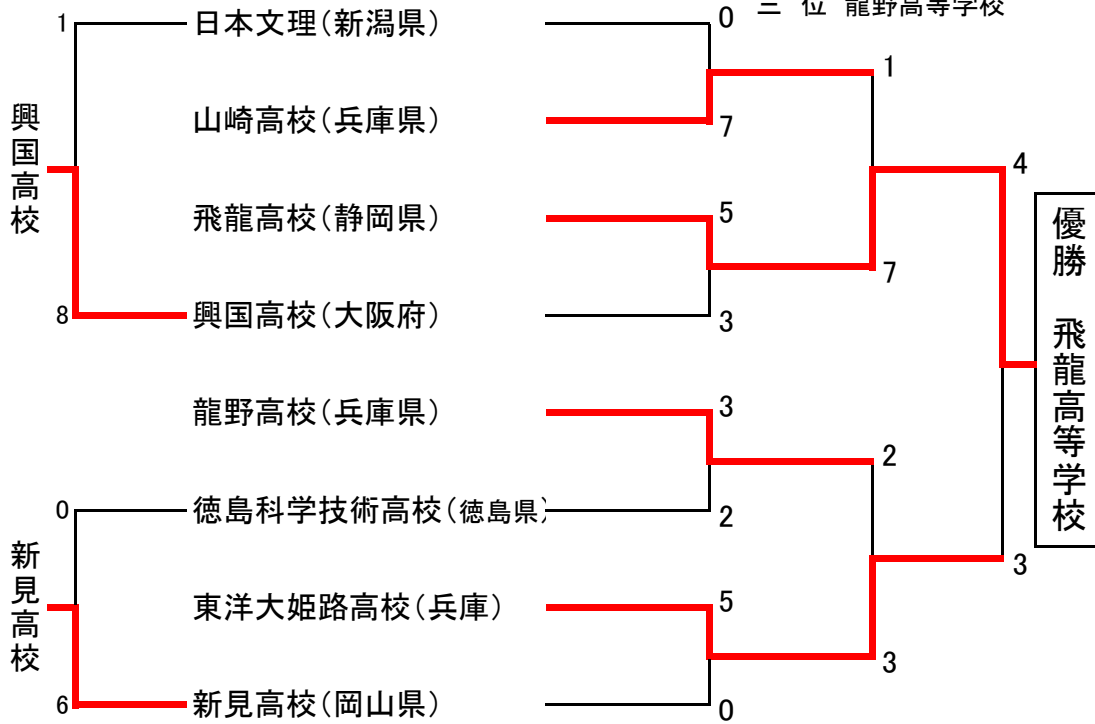 三 位 龍野高等学校
1
日本文理(新潟県)
0
1
山崎高校(兵庫県)
7
興国高校
4
飛龍高校(静岡県)
5
7
8
興国高校(大阪府)
3
優勝 飛龍高等学校
龍野高校(兵庫県)
3
2
0
徳島科学技術高校(徳島県)
2
新見高校
3
東洋大姫路高校(兵庫)
5
3
6
新見高校(岡山県)
0